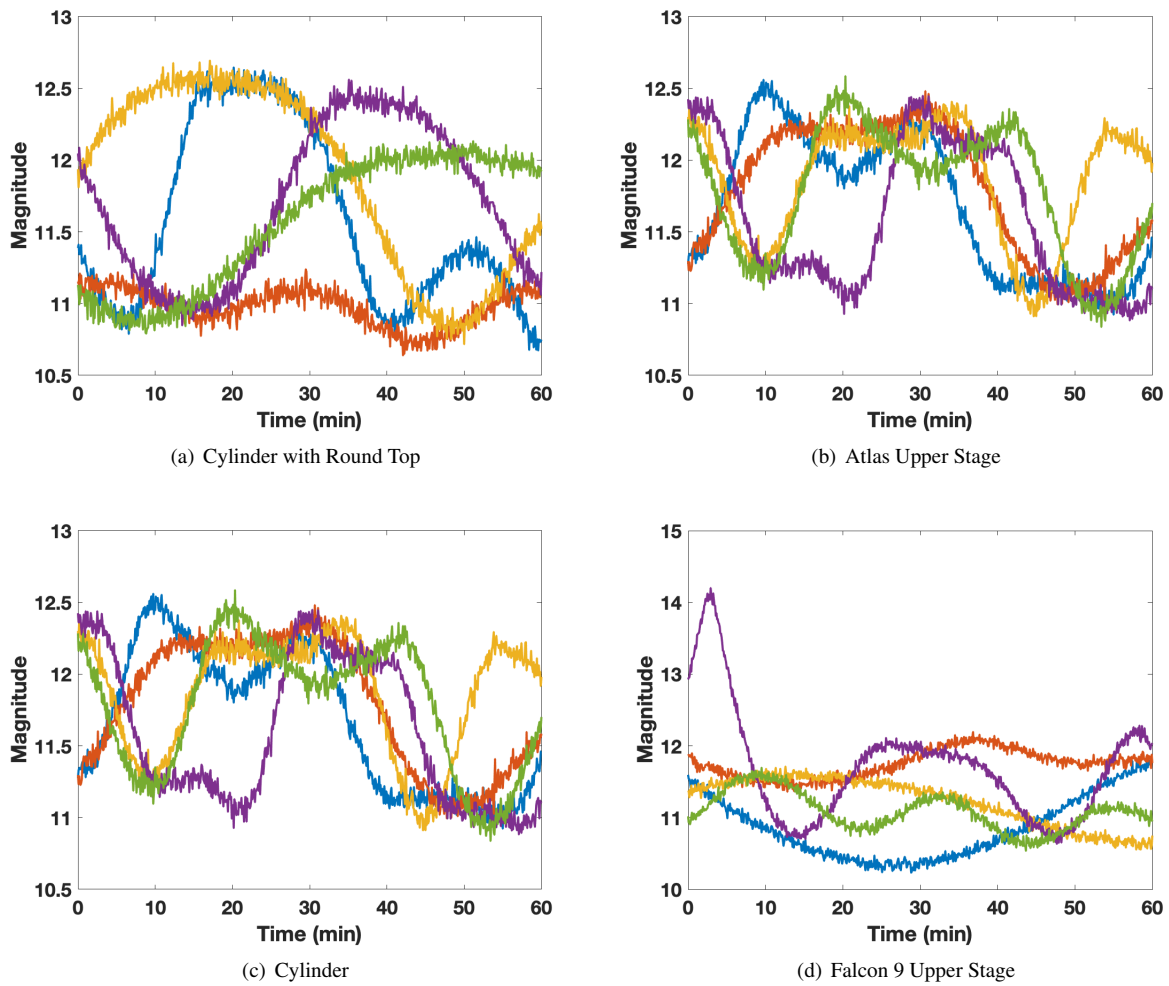 13
12.5
12
11.5
11
10.5
Magnitude
0 10 20 30 40 50 60
Time (min)
(a) Cylinder with Round Top
13
12.5
12
11.5
11
10.5
Magnitude
0 10 20 30 40 50 60
Time (min)
(b) Atlas Upper Stage
13
12.5
12
11.5
11
10.5
Magnitude
0 10 20 30 40 50 60
Time (min)
(c) Cylinder
15
14
13
12
11
10
Magnitude
0 10 20 30 40 50 60
Time (min)
(d) Falcon 9 Upper Stage